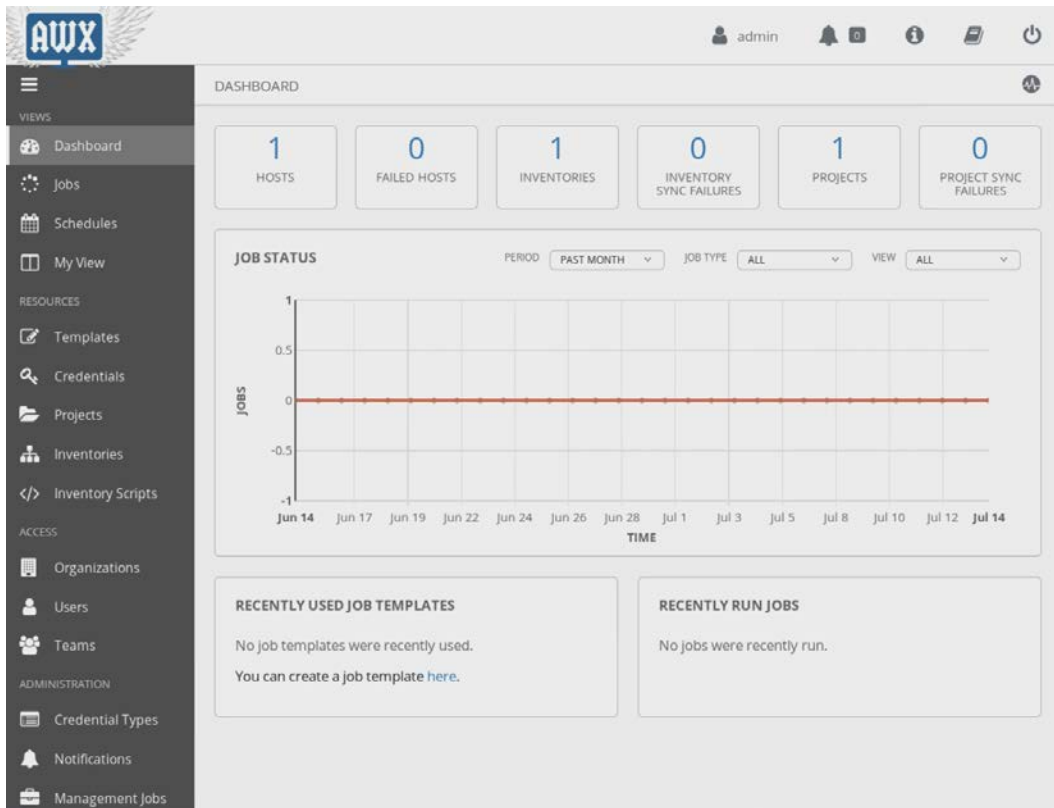 AWX
admin
0
DASHBOARD
VIEWS
Dashboard
Jobs
Schedules
My View
RESOURCES
Templates
Credentials
Projects
Inventories
Inventory Scripts
ACCESS
Organizations
Users
Teams
ADMINISTRATION
Credential Types
Notifications
Management Jobs
1
HOSTS
0
FAILED HOSTS
1
INVENTORIES
0
INVENTORY
SYNC FAILURES
1
PROJECTS
0
PROJECT SYNC
FAILURES
JOB STATUS
PERIOD PAST MONTH JOB TYPE ALL VIEW ALL
1
0.5
0
-0.5
-1
JOBS
Jun 14 Jun 17 Jun 19 Jun 22 Jun 24 Jun 26 Jun 28 Jul 1 Jul 3 Jul 5 Jul 8 Jul 10 Jul 12 Jul 14
TIME
RECENTLY USED JOB TEMPLATES
No job templates were recently used.
You can create a job template here.
RECENTLY RUN JOBS
No jobs were recently run.